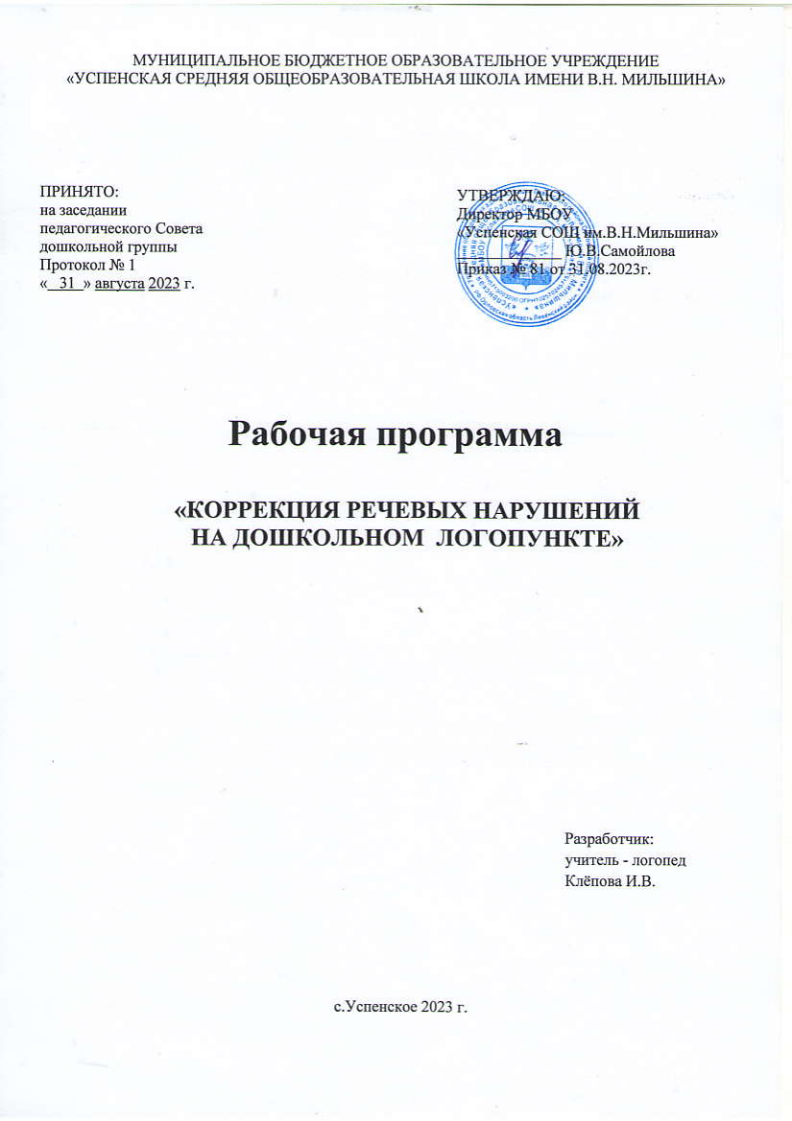 МУНИЦИПАЛЬНОЕ БЮДЖЕТНОЕ ОБРАЗОВАТЕЛЬНОЕ УЧРЕЖДЕНИЕ
«УСПЕНСКАЯ СРЕДНЯЯ ОБЩЕОБРАЗОВАТЕЛЬНАЯ ШКОЛА ИМЕНИ В.Н. МИЛЬШИНА»
ПРИНЯТО:
на заседании
педагогического Совета
дошкольной группы
Протокол № 1
« 31 » августа 2023 г.
УТВЕРЖДАЮ:
Директор МБОУ
«Успенская СОШ им.В.Н.Мильшина»
Ю.В.Самойлова
Приказ № 81 от 31.08.2023г.
Рабочая программа
«КОРРЕКЦИЯ РЕЧЕВЫХ НАРУШЕНИЙ
НА ДОШКОЛЬНОМ ЛОГОПУНКТЕ»
Разработчик:
учитель - логопед
Клёпова И.В.
с.Успенское 2023 г.